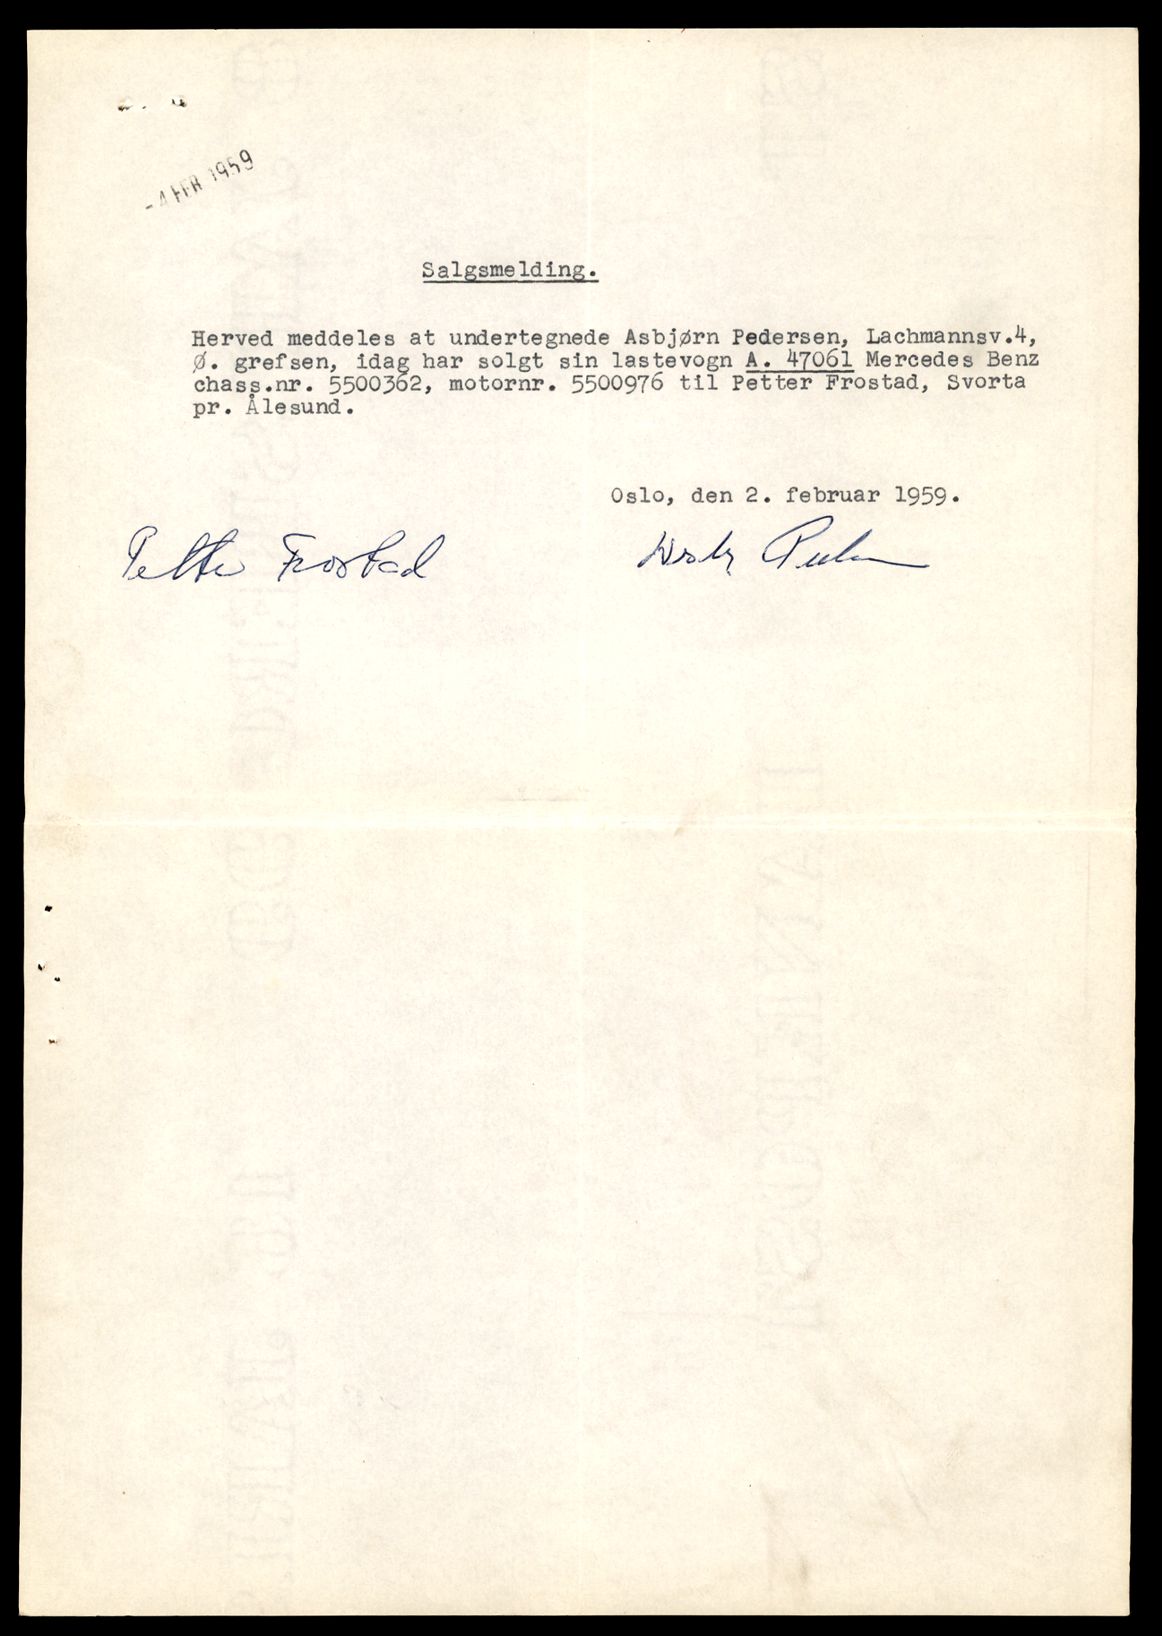 -4 FEB 1959
Salgsmelding.
Herved meddeles at undertegnede Asbjørn Pedersen, Lachmannsv.4,
Ø. grefsen, idag har solgt sin lastevogn A. 47061 Mercedes Benz
chass.nr. 5500362, motornr. 5500976 til Petter Frostad, Svorta
pr. Ålesund.
Oslo, den 2. februar 1959.
Petter Frostad